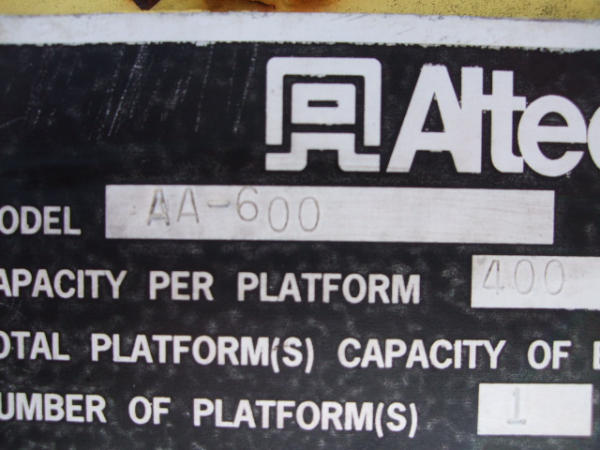 Altec
ODEL AA-600
APACITY PER PLATFORM 400
OTAL PLATFORM(S) CAPACITY OF
UMBER OF PLATFORM(S) 1